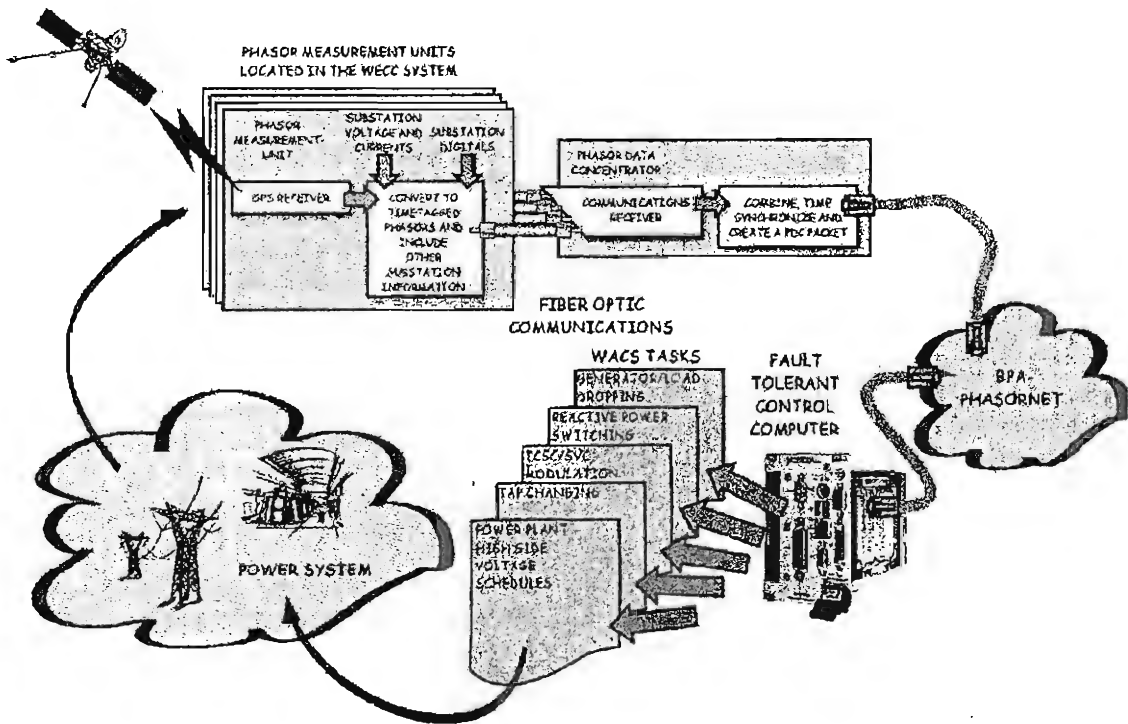 PHASOR MEASUREMENT UNITS
LOCATED IN THE WECC SYSTEM
PHASOR
MEASUREMENT
UNIT
SUBSTATION
VOLTAGE AND
CURRENTS
SUBSTATION
DIGITALS
GPS RECEIVER
CONVERT TO
TIMETAGGED
PHASORS AND
INCLUDE
OTHER
SUBSTATION
INFORMATION
PHASOR DATA
CONCENTRATOR
COMMUNICATIONS
RECEIVER
COMBINE, TIME
SYNCHRONIZE AND
CREATE A PDC PACKET
FIBER OPTIC
COMMUNICATIONS
BPA
PHASORNET
WACS TASKS
GENERATOR/LOAD
DROPPING
REACTIVE POWER
SWITCHING
TCSC/SVC
MODULATION
TAP CHANGING
POWER PLANT
HIGH SIDE
VOLTAGE
SCHEDULES
FAULT
TOLERANT
CONTROL
COMPUTER
POWER SYSTEM